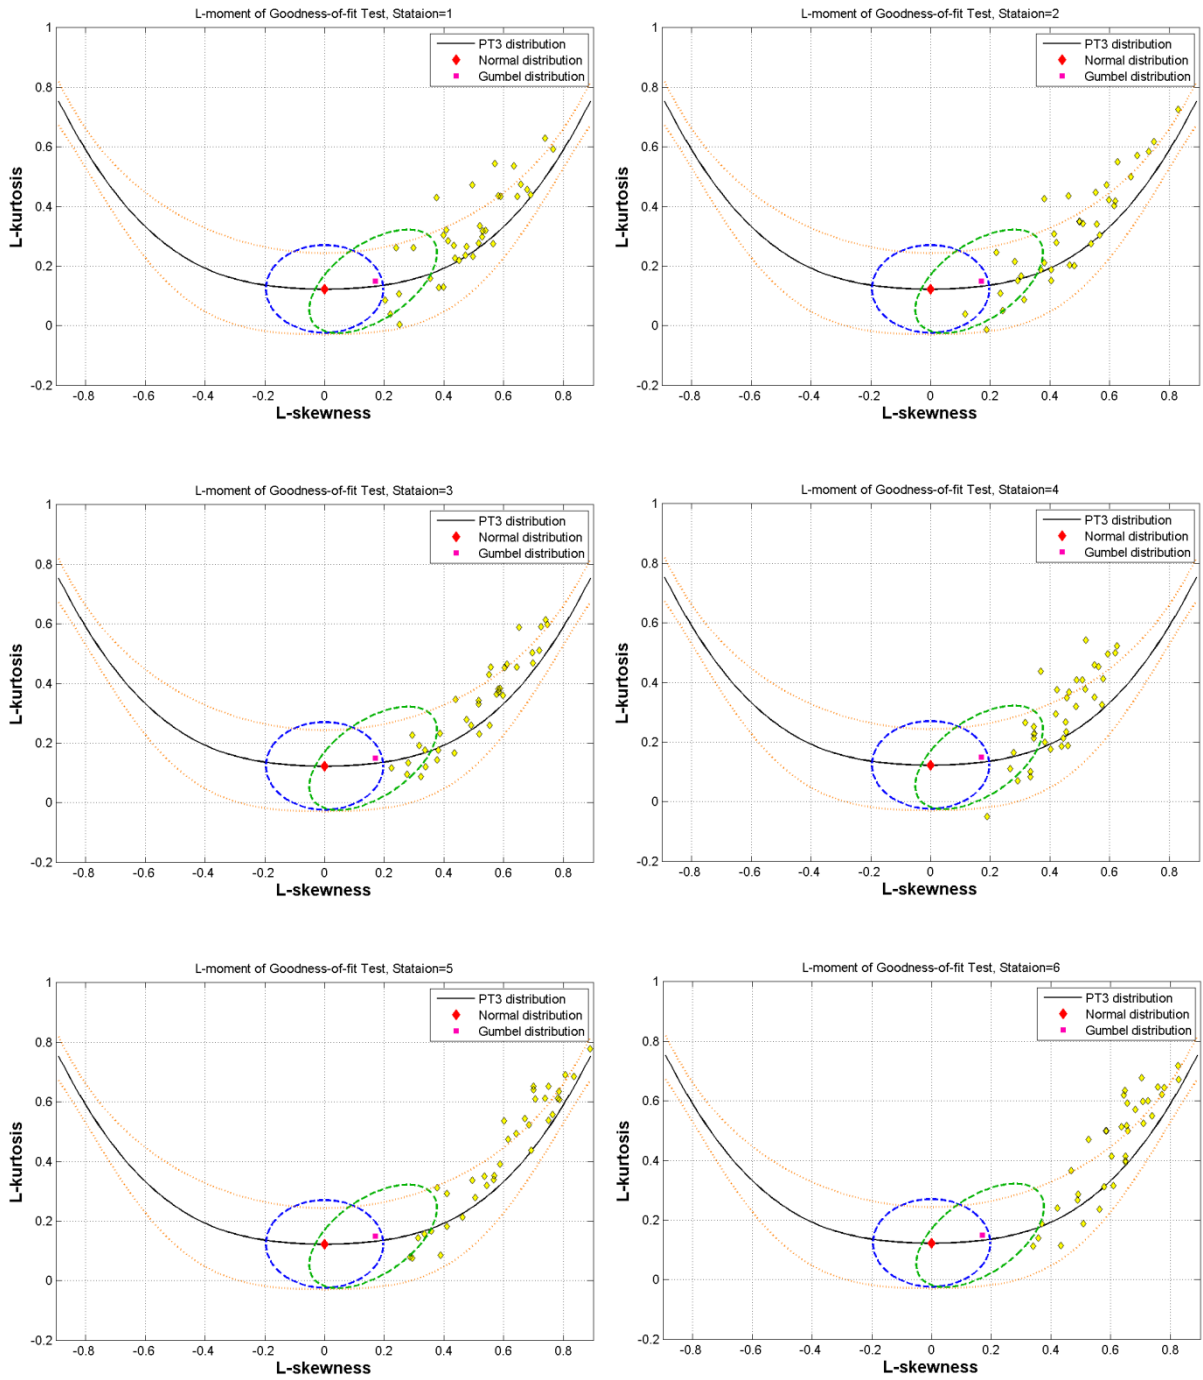 L-moment of Goodness-of-fit Test, Stataion=1
1
0.8
0.6
0.4
0.2
0
-0.2
L-kurtosis
PT3 distribution
Normal distribution
Gumbel distribution
-0.8 -0.6 -0.4 -0.2 0 0.2 0.4 0.6 0.8
L-skewness
L-moment of Goodness-of-fit Test, Stataion=2
1
0.8
0.6
0.4
0.2
0
-0.2
L-kurtosis
PT3 distribution
Normal distribution
Gumbel distribution
-0.8 -0.6 -0.4 -0.2 0 0.2 0.4 0.6 0.8
L-skewness
L-moment of Goodness-of-fit Test, Stataion=3
1
0.8
0.6
0.4
0.2
0
-0.2
L-kurtosis
PT3 distribution
Normal distribution
Gumbel distribution
-0.8 -0.6 -0.4 -0.2 0 0.2 0.4 0.6 0.8
L-skewness
L-moment of Goodness-of-fit Test, Stataion=4
1
0.8
0.6
0.4
0.2
0
-0.2
L-kurtosis
PT3 distribution
Normal distribution
Gumbel distribution
-0.8 -0.6 -0.4 -0.2 0 0.2 0.4 0.6 0.8
L-skewness
L-moment of Goodness-of-fit Test, Stataion=5
1
0.8
0.6
0.4
0.2
0
-0.2
L-kurtosis
PT3 distribution
Normal distribution
Gumbel distribution
-0.8 -0.6 -0.4 -0.2 0 0.2 0.4 0.6 0.8
L-skewness
L-moment of Goodness-of-fit Test, Stataion=6
1
0.8
0.6
0.4
0.2
0
-0.2
L-kurtosis
PT3 distribution
Normal distribution
Gumbel distribution
-0.8 -0.6 -0.4 -0.2 0 0.2 0.4 0.6 0.8
L-skewness